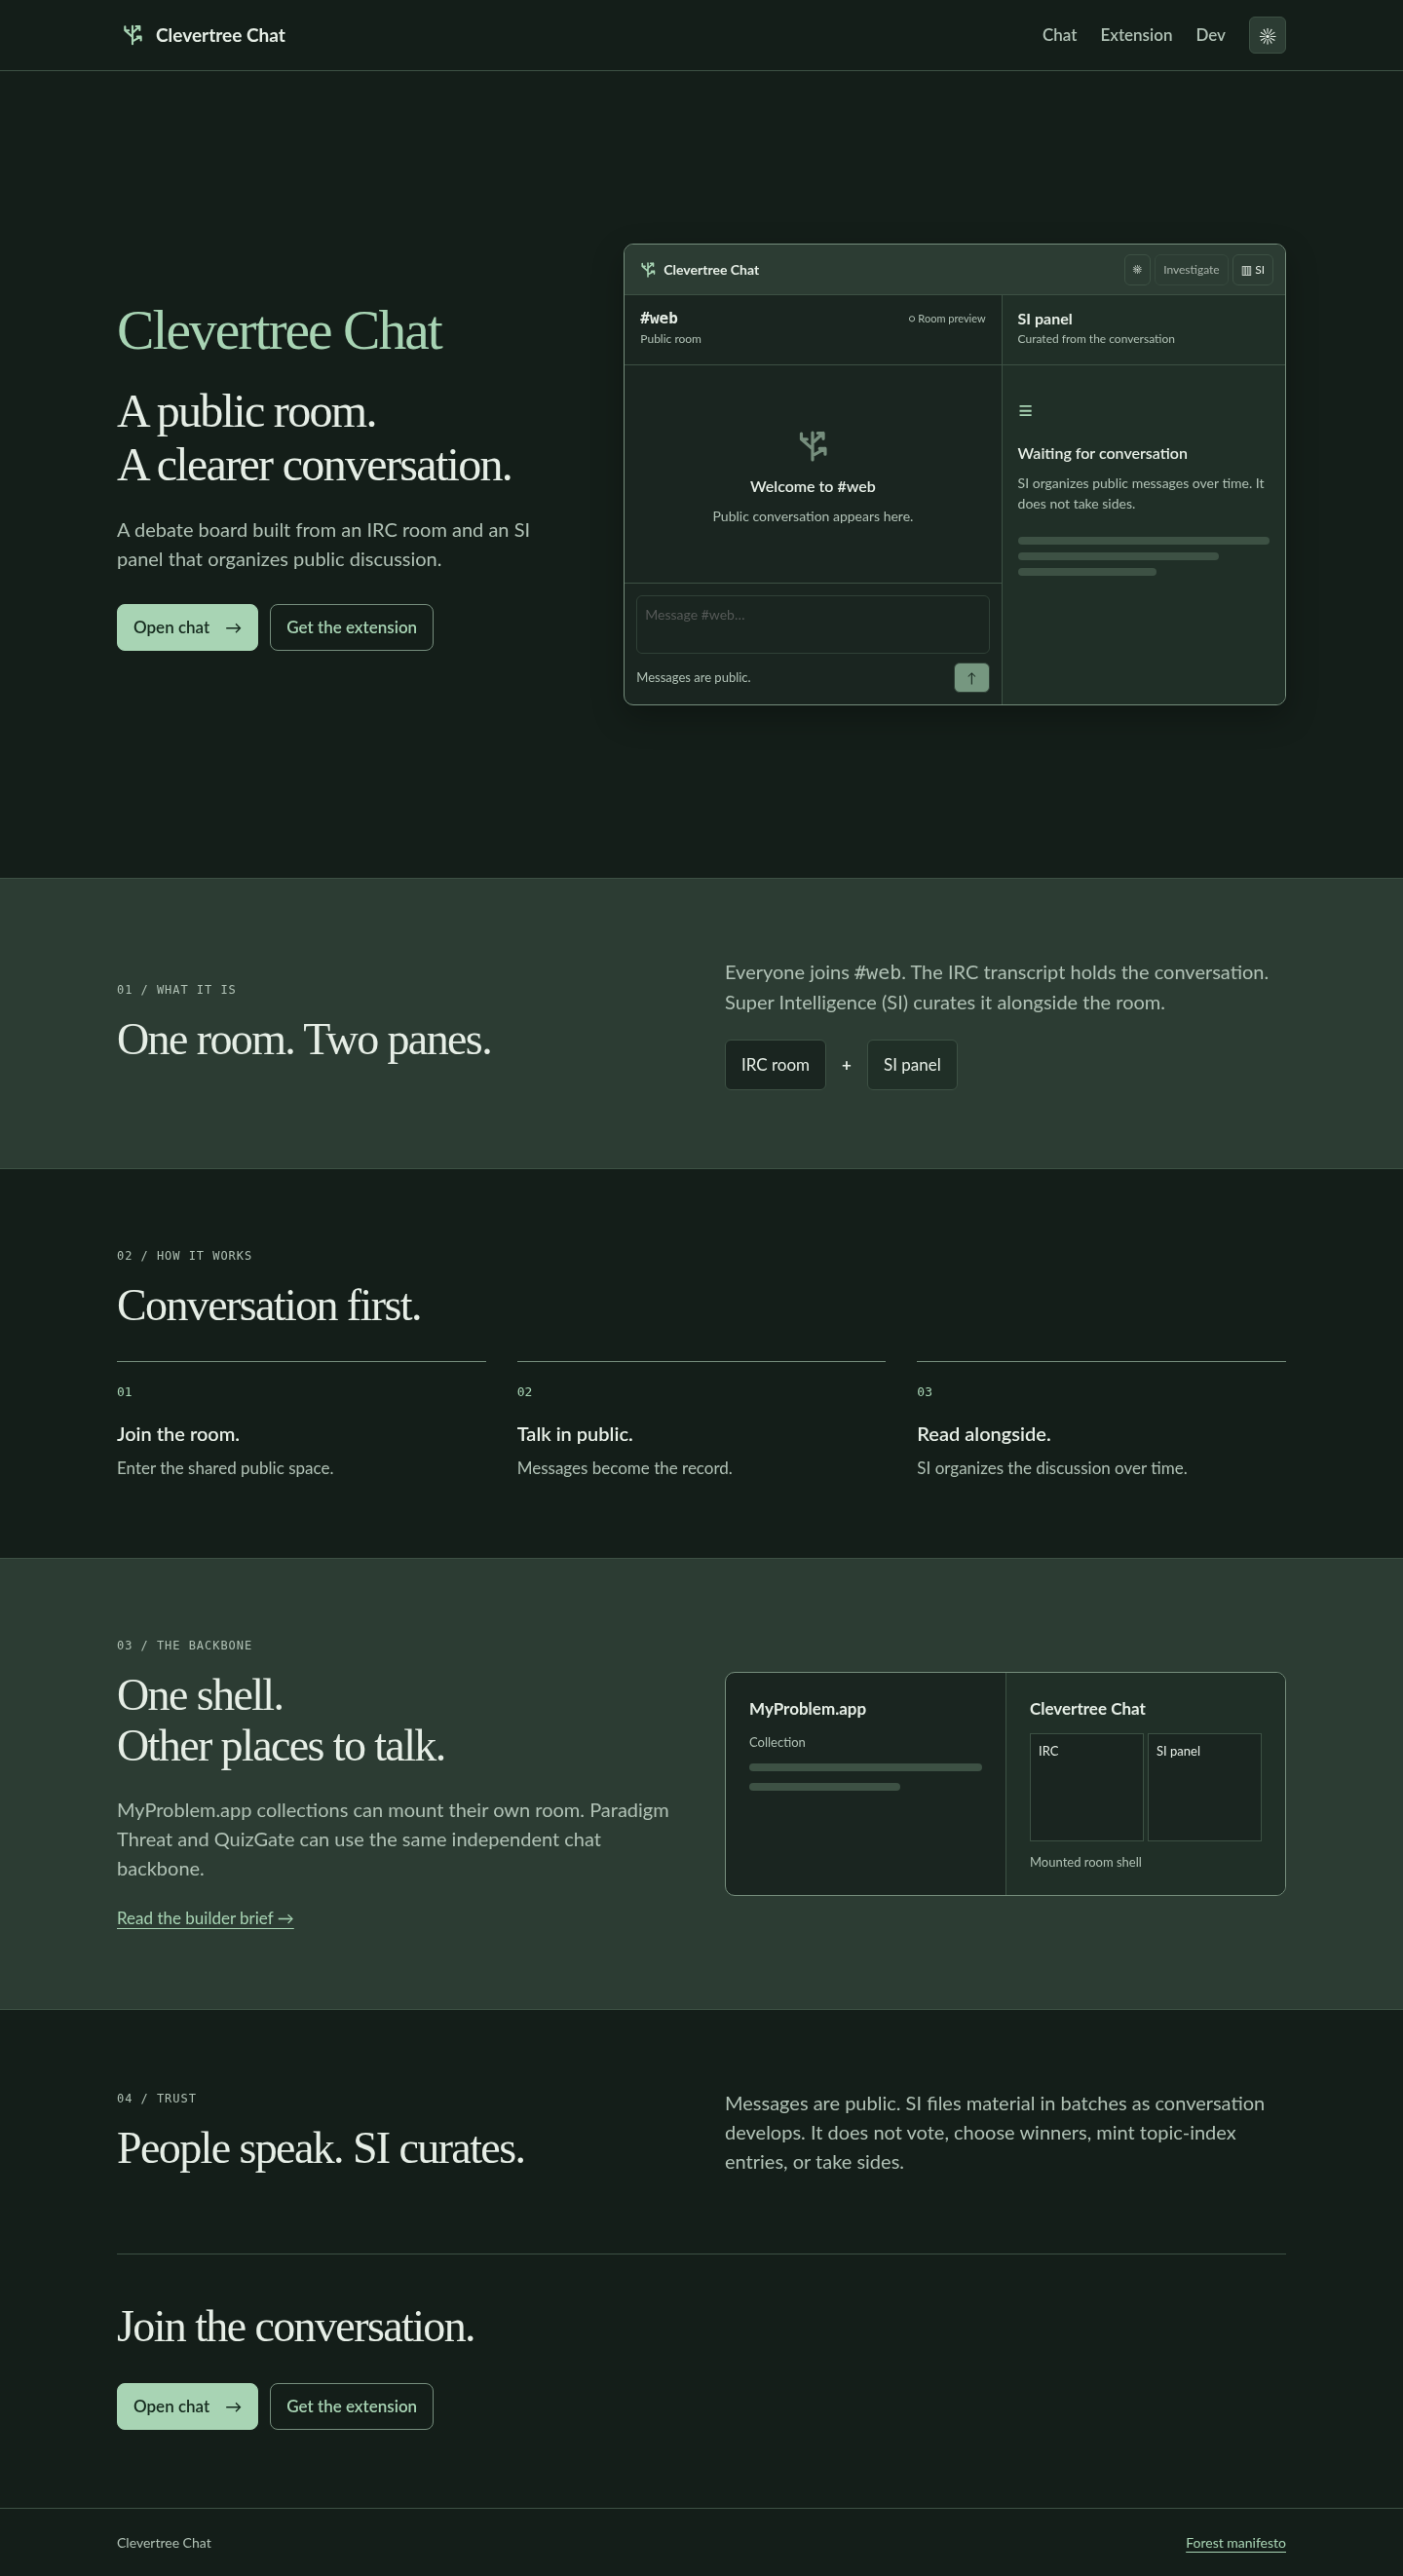 Clevertree Chat
Chat
Extension
Dev
Clevertree Chat
A public room.
A clearer conversation.
A debate board built from an IRC room and an SI
panel that organizes public discussion.
Open chat →
Get the extension
Clevertree Chat
Investigate
SI
#web
Room preview
Public room
Welcome to #web
Public conversation appears here.
Message #web...
Messages are public.
↑
SI panel
Curated from the conversation
Waiting for conversation
SI organizes public messages over time. It
does not take sides.
01 / WHAT IT IS
One room. Two panes.
Everyone joins #web. The IRC transcript holds the conversation.
Super Intelligence (SI) curates it alongside the room.
IRC room + SI panel
02 / HOW IT WORKS
Conversation first.
01
Join the room.
Enter the shared public space.
02
Talk in public.
Messages become the record.
03
Read alongside.
SI organizes the discussion over time.
03 / THE BACKBONE
One shell.
Other places to talk.
MyProblem.app collections can mount their own room. Paradigm
Threat and QuizGate can use the same independent chat
backbone.
Read the builder brief →
MyProblem.app
Collection
Clevertree Chat
IRC
SI panel
Mounted room shell
04 / TRUST
People speak. SI curates.
Messages are public. SI files material in batches as conversation
develops. It does not vote, choose winners, mint topic-index
entries, or take sides.
Join the conversation.
Open chat →
Get the extension
Clevertree Chat
Forest manifesto